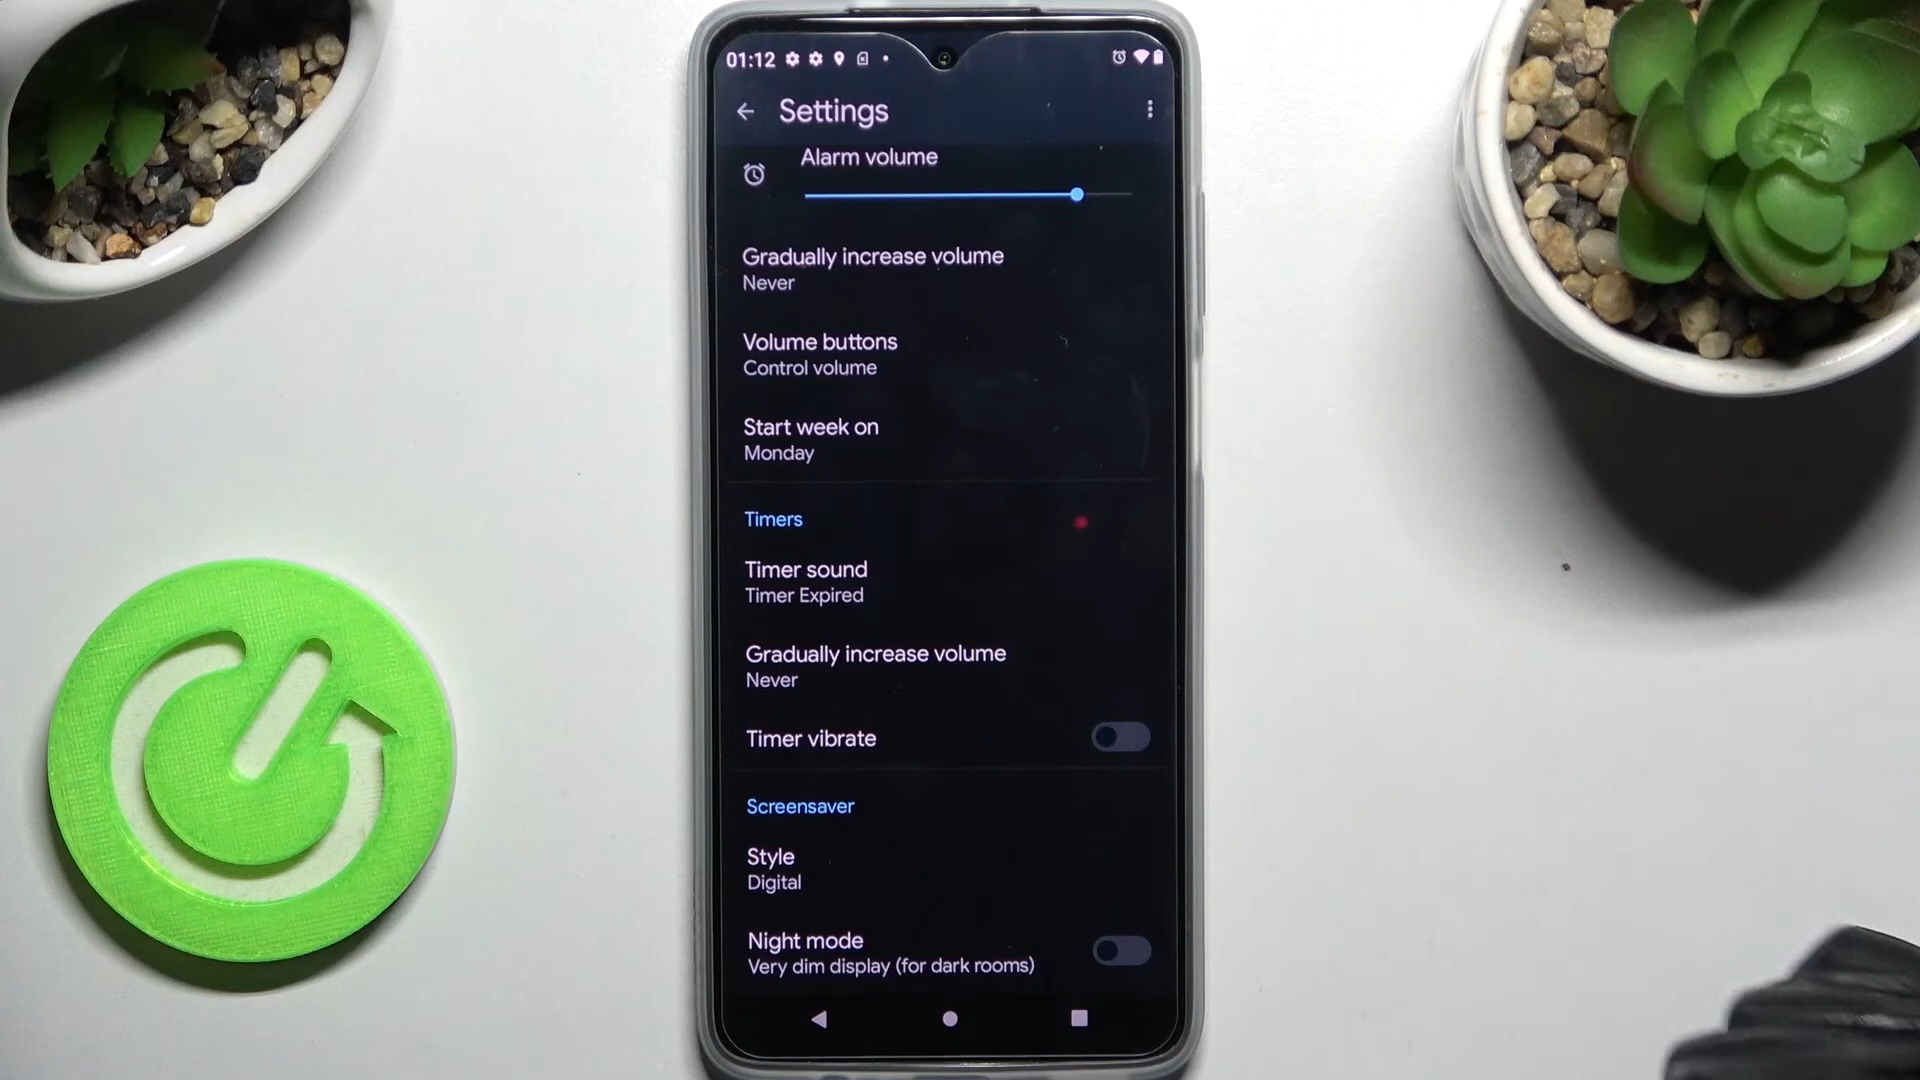 01:12
Settings
Alarm volume
Gradually increase volume
Never
Volume buttons
Control volume
Start week on
Monday
Timers
Timer sound
Timer Expired
Gradually increase volume
Never
Timer vibrate
Screensaver
Style
Digital
Night mode
Very dim display (for dark rooms)